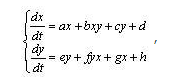 dx/dt = ax + bxy + cy + d
dy/dt = ey + fyx + gx + h ,